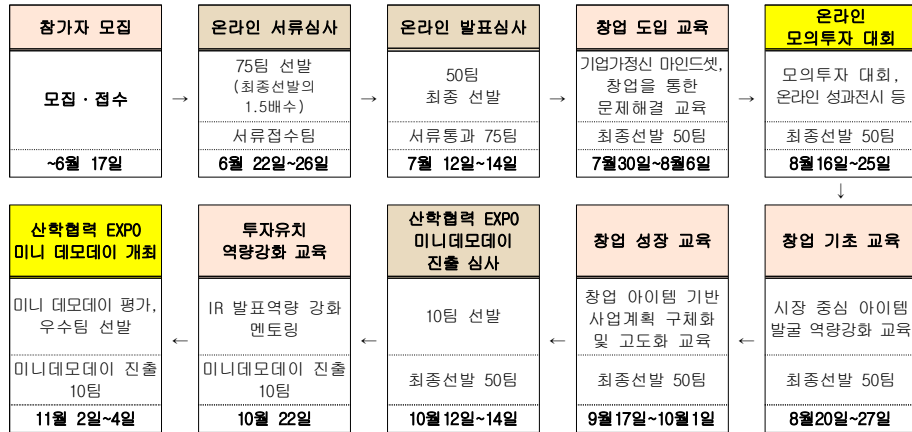 참가자 모집
모집·접수
~6월 17일
→
온라인 서류심사
75팀 선발
(최종선발의
1.5배수)
서류접수팀
6월 22일~26일
→
온라인 발표심사
50팀
최종 선발
서류통과 75팀
7월 12일~14일
→
창업 도입 교육
기업가정신 마인드셋,
창업을 통한
문제해결 교육
최종선발 50팀
7월30일~8월6일
→
온라인
모의투자 대회
모의투자 대회,
온라인 성과전시 등
최종선발 50팀
8월16일~25일
↓
창업 기초 교육
시장 중심 아이템
발굴 역량강화 교육
최종선발 50팀
8월20일~27일
←
창업 성장 교육
창업 아이템 기반
사업계획 구체화
및 고도화 교육
최종선발 50팀
9월17일~10월1일
←
산학협력 EXPO
미니데모데이
진출 심사
10팀 선발
최종선발 50팀
10월12일~14일
←
투자유치
역량강화 교육
IR 발표역량 강화
멘토링
미니데모데이 진출
10팀
10월 22일
←
산학협력 EXPO
미니 데모데이 개최
미니 데모데이 평가,
우수팀 선발
미니데모데이 진출
10팀
11월 2일~4일